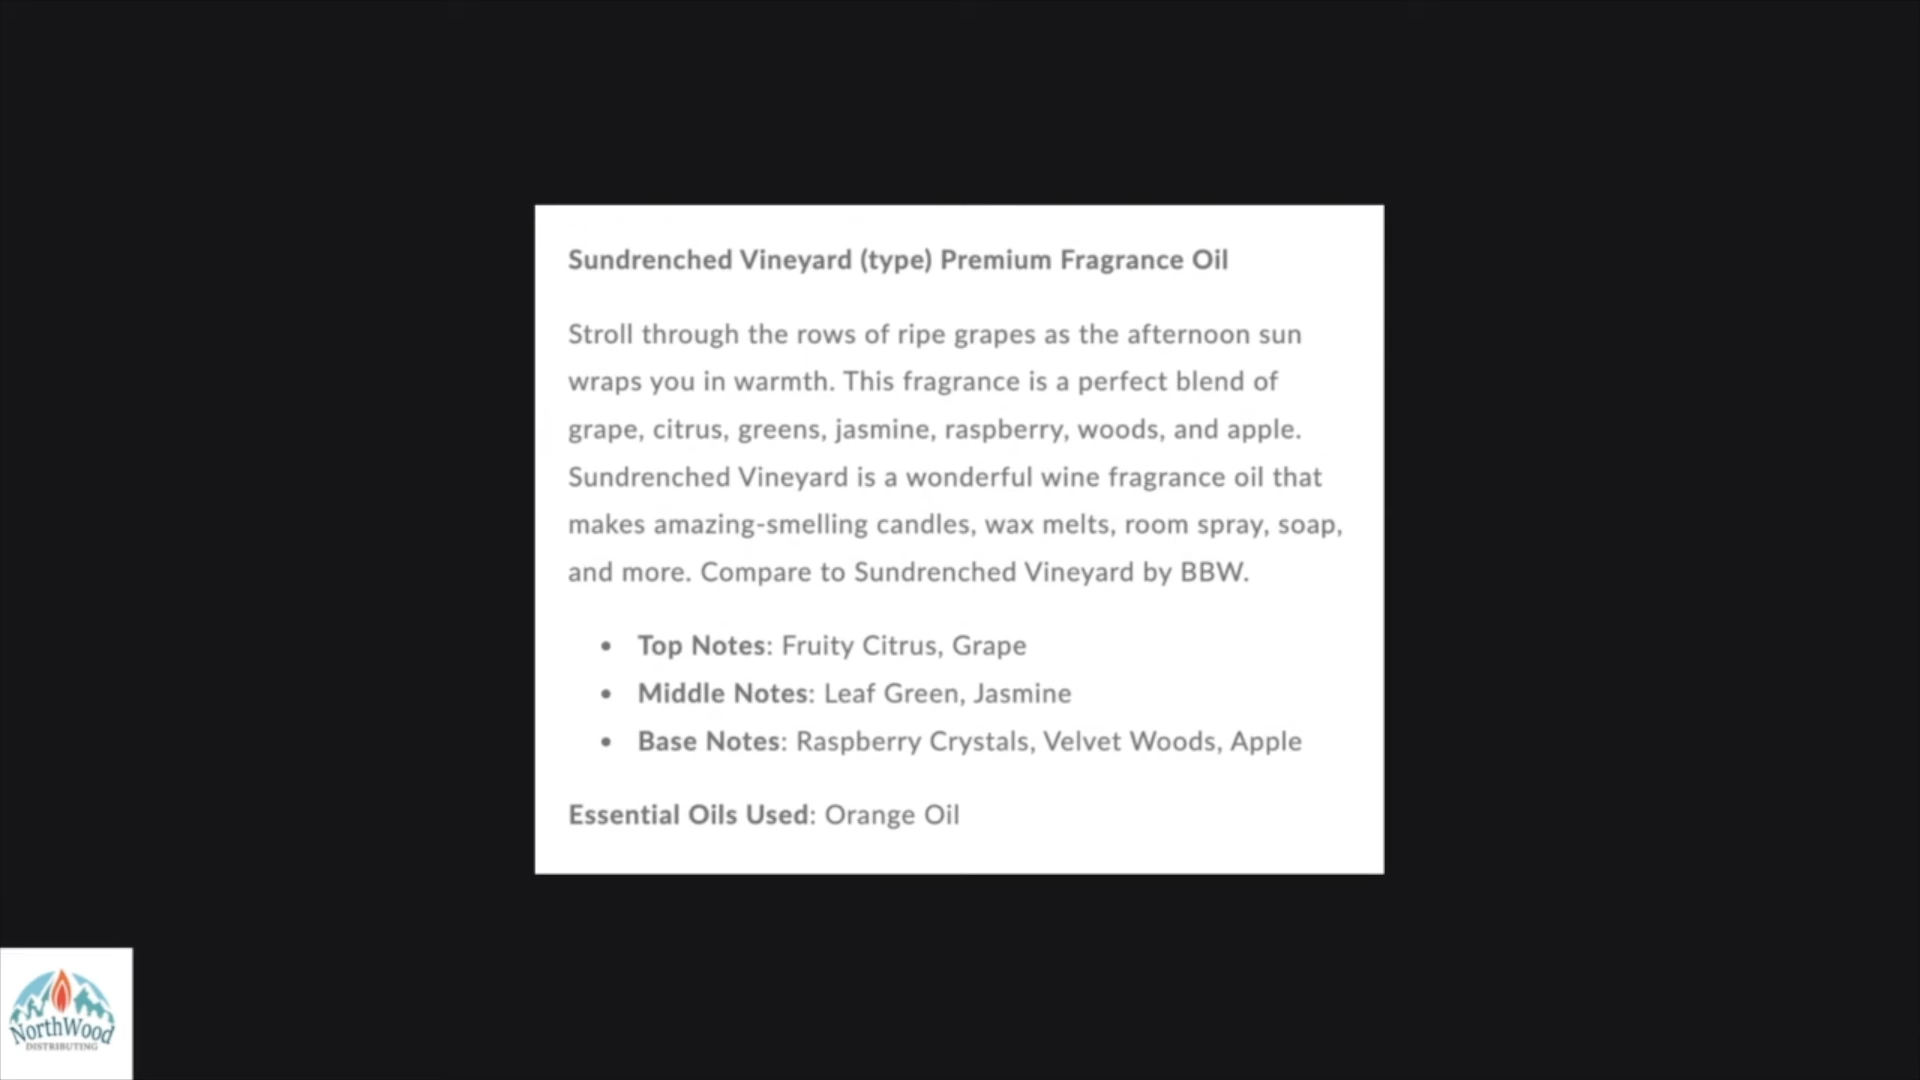 Sundrenched Vineyard (type) Premium Fragrance Oil
Stroll through the rows of ripe grapes as the afternoon sun
wraps you in warmth. This fragrance is a perfect blend of
grape, citrus, greens, jasmine, raspberry, woods, and apple.
Sundrenched Vineyard is a wonderful wine fragrance oil that
makes amazing-smelling candles, wax melts, room spray, soap,
and more. Compare to Sundrenched Vineyard by BBW.
• Top Notes: Fruity Citrus, Grape
• Middle Notes: Leaf Green, Jasmine
• Base Notes: Raspberry Crystals, Velvet Woods, Apple
Essential Oils Used: Orange Oil
NorthWood
DISTRIBUTING